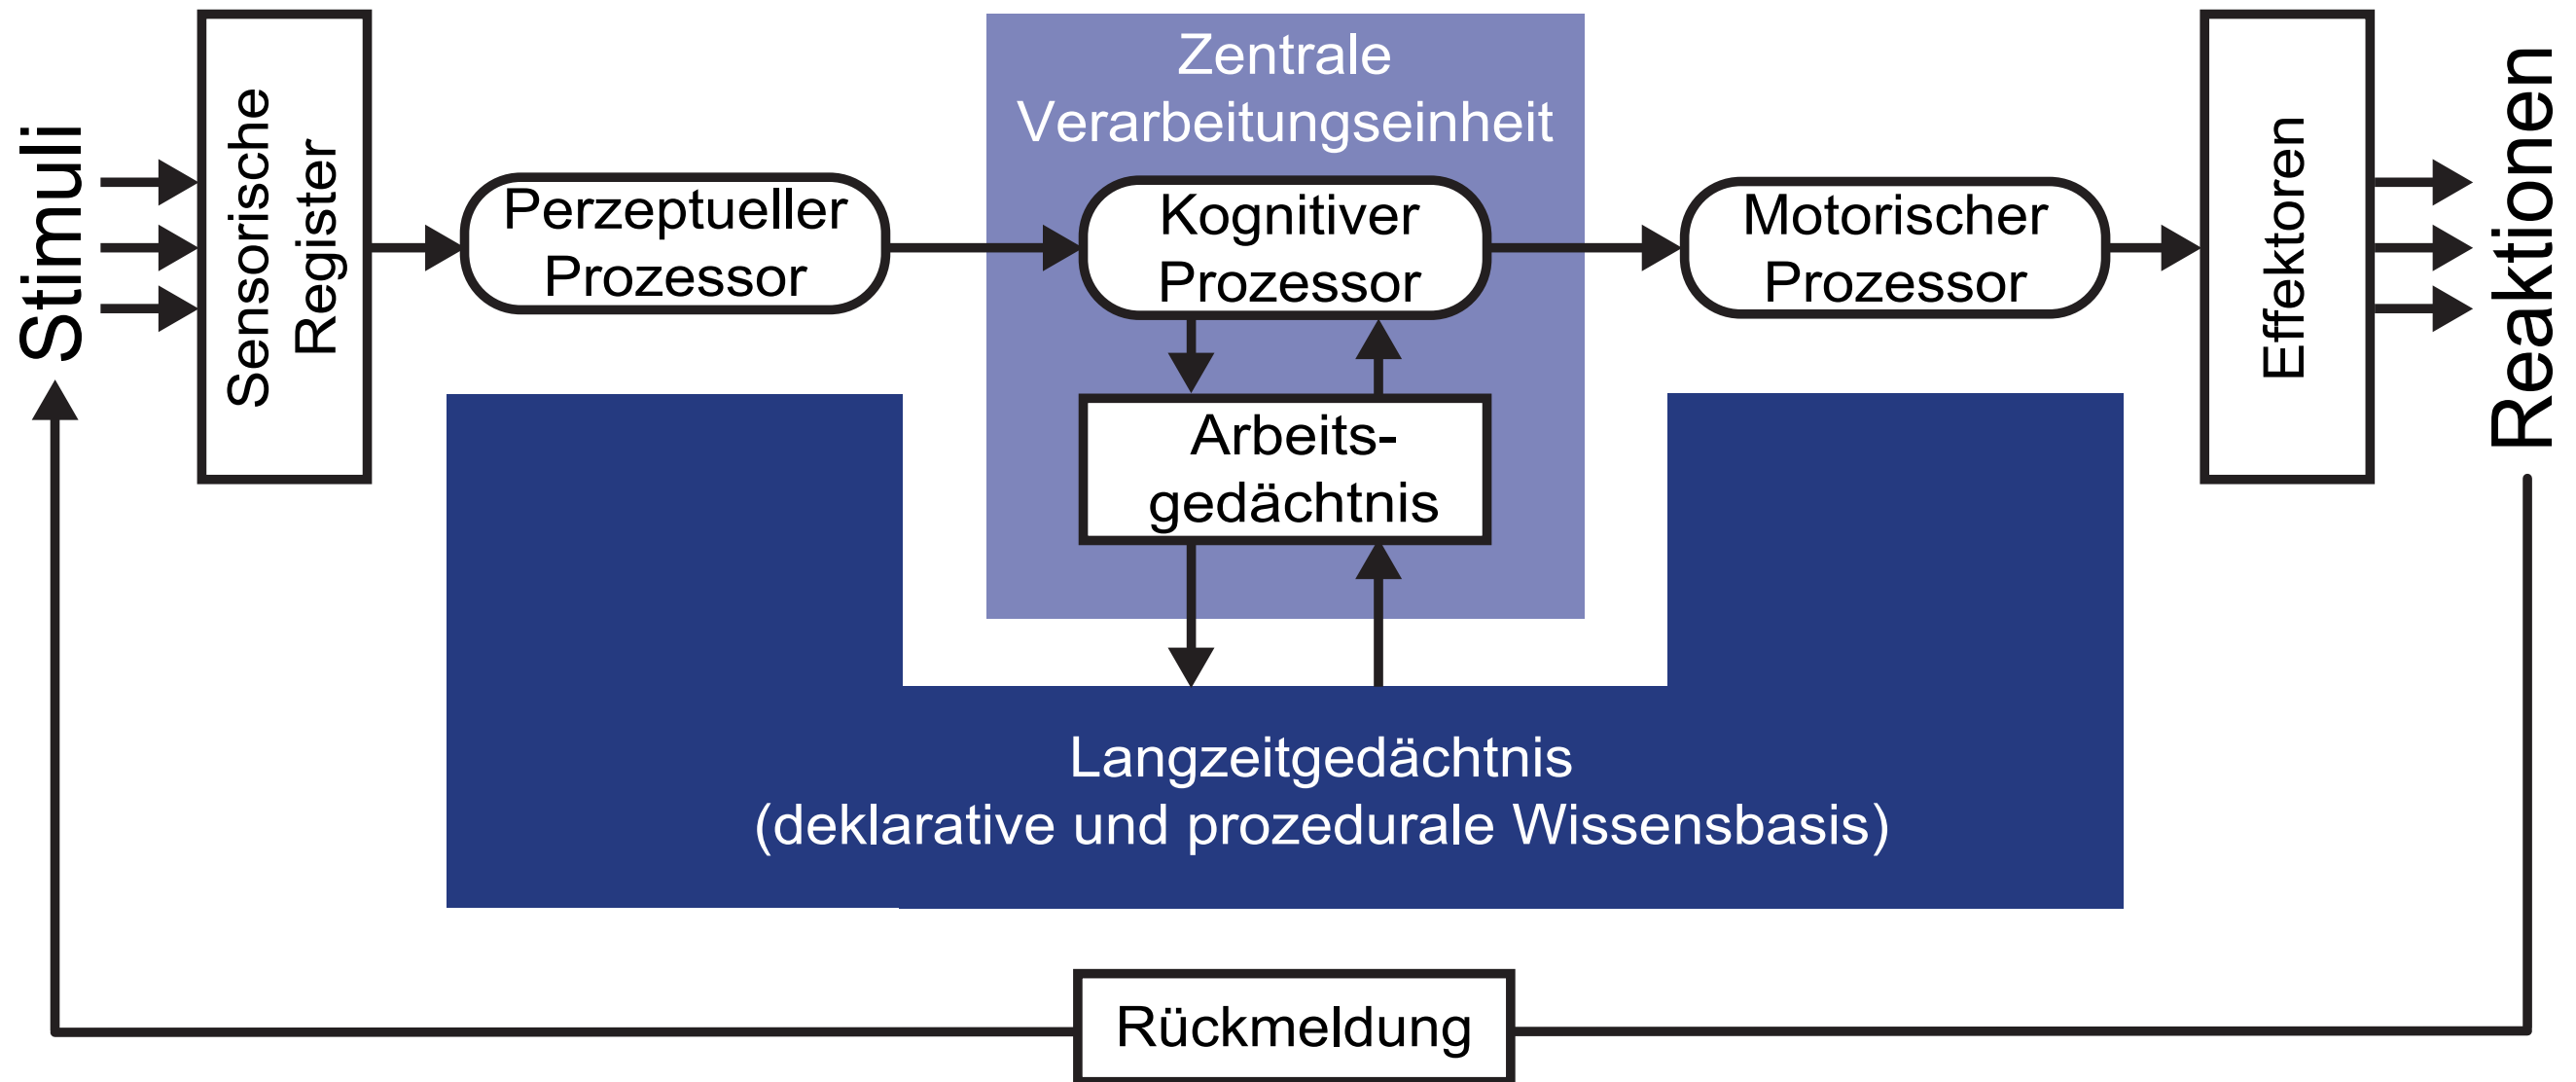 Stimuli
Sensorische
Register
Perzeptueller
Prozessor
Zentrale
Verarbeitungseinheit
Kognitiver
Prozessor
Arbeits-
gedächtnis
Motorischer
Prozessor
Effektoren
Reaktionen
Langzeitgedächtnis
(deklarative und prozedurale Wissensbasis)
Rückmeldung